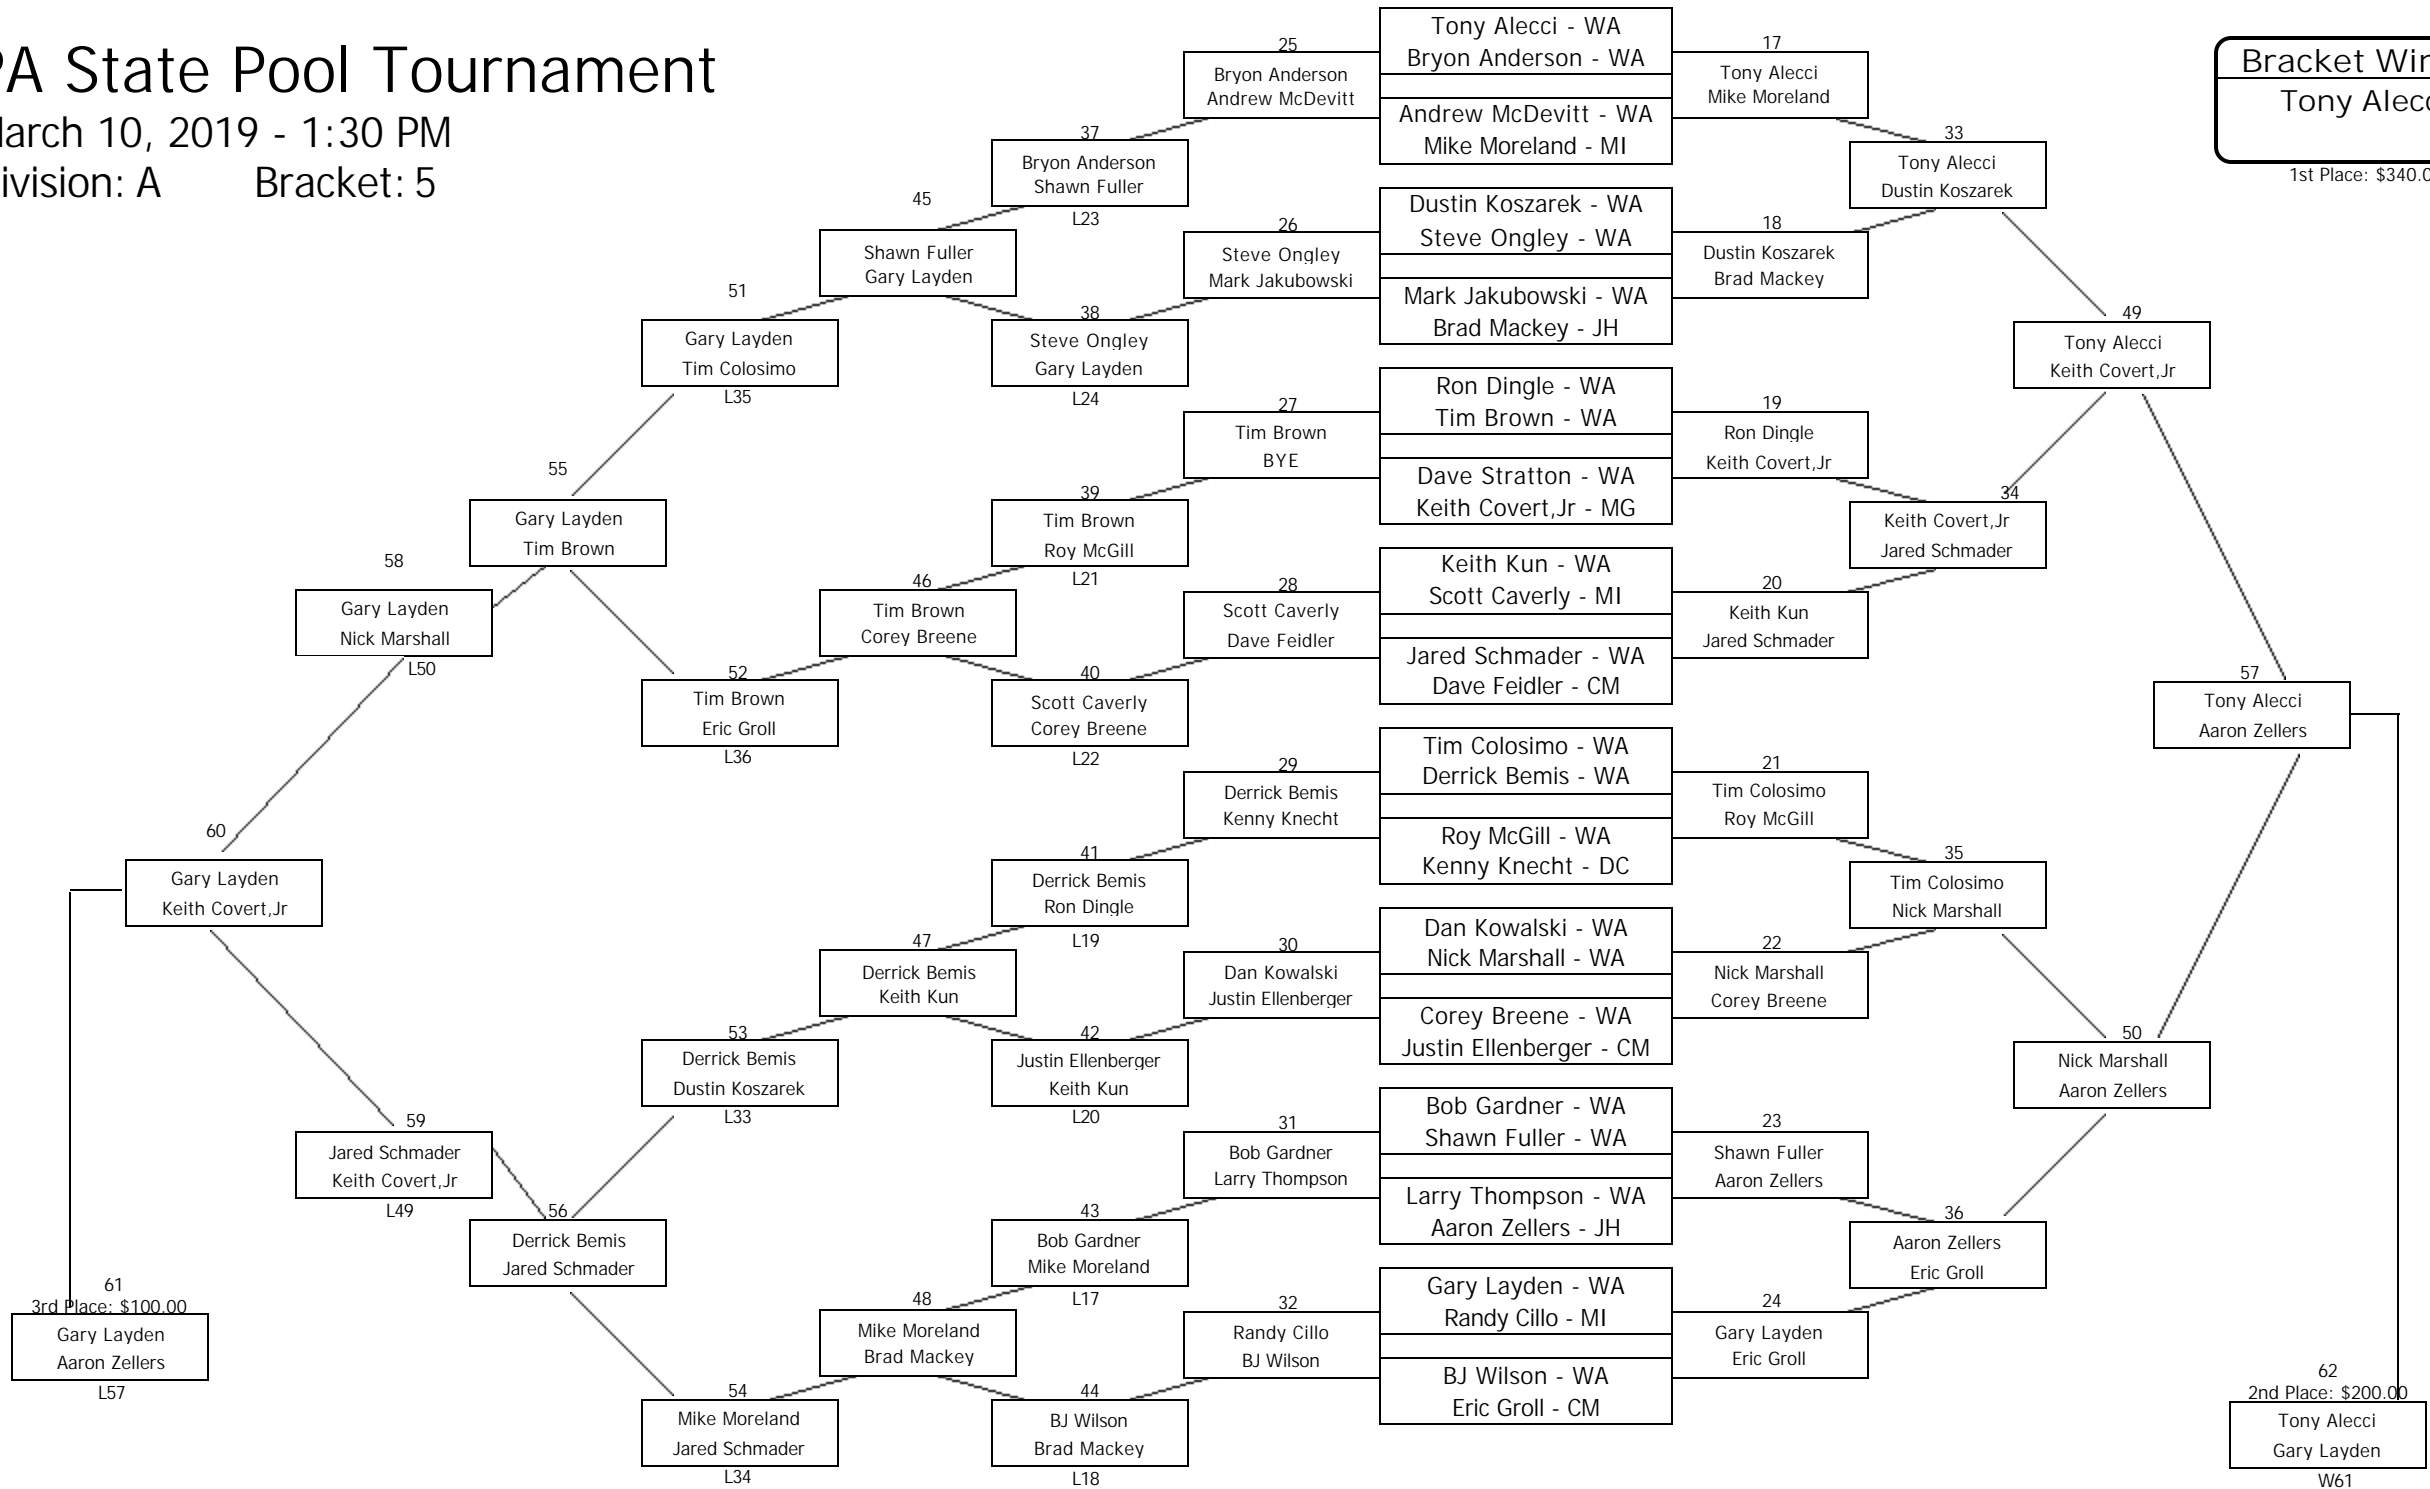 PA State Pool Tournament
March 10, 2019 - 1:30 PM
Division: A Bracket: 5
Bracket Win
Tony Alecc
1st Place: $340.0
Tony Alecci - WA
Bryon Anderson - WA
Andrew McDevitt - WA
Mike Moreland - MI
Dustin Koszarek - WA
Steve Ongley - WA
Mark Jakubowski - WA
Brad Mackey - JH
Ron Dingle - WA
Tim Brown - WA
Dave Stratton - WA
Keith Covert,Jr - MG
Keith Kun - WA
Scott Caverly - MI
Jared Schmader - WA
Dave Feidler - CM
Tim Colosimo - WA
Derrick Bemis - WA
Roy McGill - WA
Kenny Knecht - DC
Dan Kowalski - WA
Nick Marshall - WA
Corey Breene - WA
Justin Ellenberger - CM
Bob Gardner - WA
Shawn Fuller - WA
Larry Thompson - WA
Aaron Zellers - JH
Gary Layden - WA
Randy Cillo - MI
BJ Wilson - WA
Eric Groll - CM
17
Tony Alecci
Mike Moreland
18
Dustin Koszarek
Brad Mackey
19
Ron Dingle
Keith Covert,Jr
20
Keith Kun
Jared Schmader
21
Tim Colosimo
Roy McGill
22
Nick Marshall
Corey Breene
23
Shawn Fuller
Aaron Zellers
24
Gary Layden
Eric Groll
25
Bryon Anderson
Andrew McDevitt
26
Steve Ongley
Mark Jakubowski
27
Tim Brown
BYE
28
Scott Caverly
Dave Feidler
29
Derrick Bemis
Kenny Knecht
30
Dan Kowalski
Justin Ellenberger
31
Bob Gardner
Larry Thompson
32
Randy Cillo
BJ Wilson
33
Tony Alecci
Dustin Koszarek
34
Keith Covert,Jr
Jared Schmader
35
Tim Colosimo
Nick Marshall
36
Aaron Zellers
Eric Groll
37
Bryon Anderson
Shawn Fuller
L23
38
Steve Ongley
Gary Layden
L24
39
Tim Brown
Roy McGill
L21
40
Scott Caverly
Corey Breene
L22
41
Derrick Bemis
Ron Dingle
L19
42
Justin Ellenberger
Keith Kun
L20
43
Bob Gardner
Mike Moreland
L17
44
BJ Wilson
Brad Mackey
L18
45
Shawn Fuller
Gary Layden
46
Tim Brown
Corey Breene
47
Derrick Bemis
Keith Kun
48
Mike Moreland
Brad Mackey
49
Tony Alecci
Keith Covert,Jr
50
Nick Marshall
Aaron Zellers
51
Gary Layden
Tim Colosimo
L35
52
Tim Brown
Eric Groll
L36
53
Derrick Bemis
Dustin Koszarek
L33
54
Mike Moreland
Jared Schmader
L34
55
Gary Layden
Tim Brown
56
Derrick Bemis
Jared Schmader
57
Tony Alecci
Aaron Zellers
58
Gary Layden
Nick Marshall
L50
59
Jared Schmader
Keith Covert,Jr
L49
60
Gary Layden
Keith Covert,Jr
61
3rd Place: $100.00
Gary Layden
Aaron Zellers
L57
62
2nd Place: $200.00
Tony Alecci
Gary Layden
W61